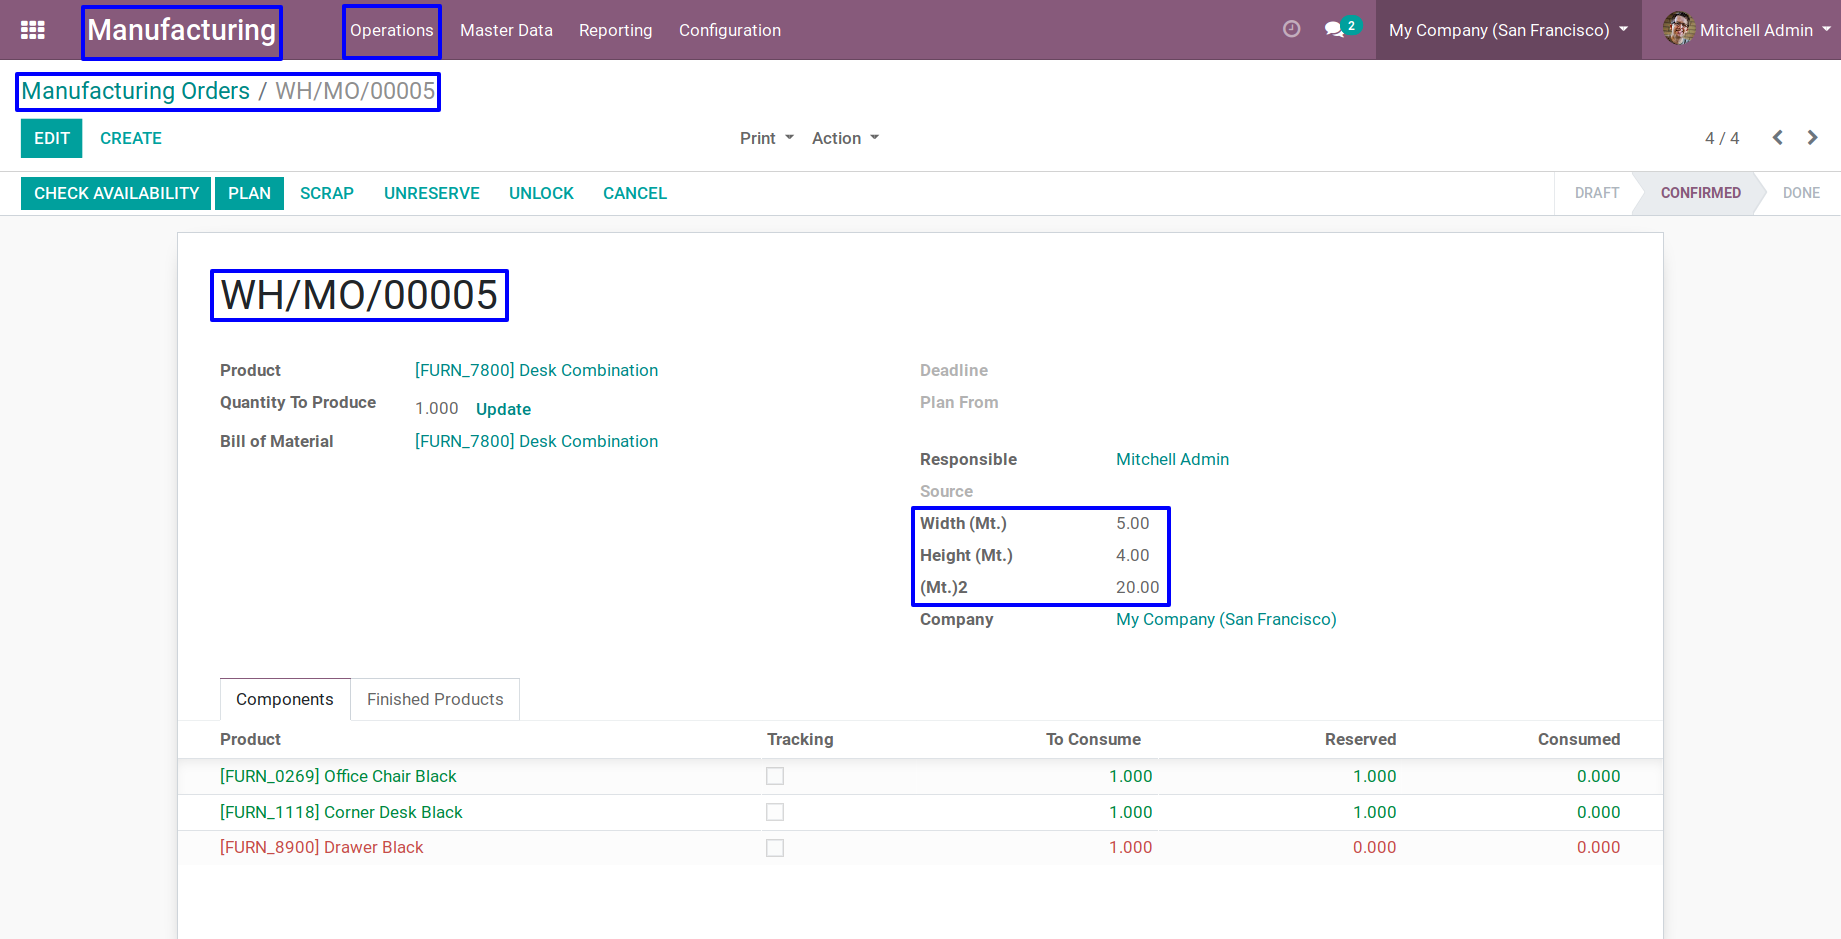 Manufacturing Operations Master Data Reporting Configuration 2 My Company (San Francisco) Mitchell Admin
Manufacturing Orders / WH/MO/00005
EDIT CREATE Print Action 4 / 4
CHECK AVAILABILITY PLAN SCRAP UNRESERVE UNLOCK CANCEL DRAFT CONFIRMED DONE
WH/MO/00005
Product [FURN_7800] Desk Combination Deadline
Quantity To Produce 1.000 Update Plan From
Bill of Material [FURN_7800] Desk Combination
Responsible Mitchell Admin
Source
Width (Mt.) 5.00
Height (Mt.) 4.00
(Mt.)2 20.00
Company My Company (San Francisco)
Components Finished Products
Product Tracking To Consume Reserved Consumed
[FURN_0269] Office Chair Black 1.000 1.000 0.000
[FURN_1118] Corner Desk Black 1.000 1.000 0.000
[FURN_8900] Drawer Black 1.000 0.000 0.000